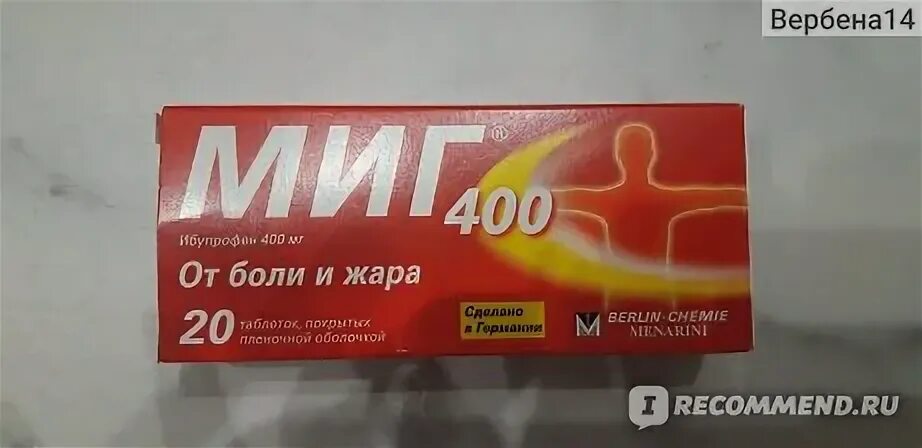 Вербена14
МИГ®
400
Ибупрофен 400 мг
От боли и жара
20 таблеток, покрытых
пленочной оболочкой
Сделано
в Германии
BERLIN-CHEMIE
MENARINI
I RECOMMEND.RU